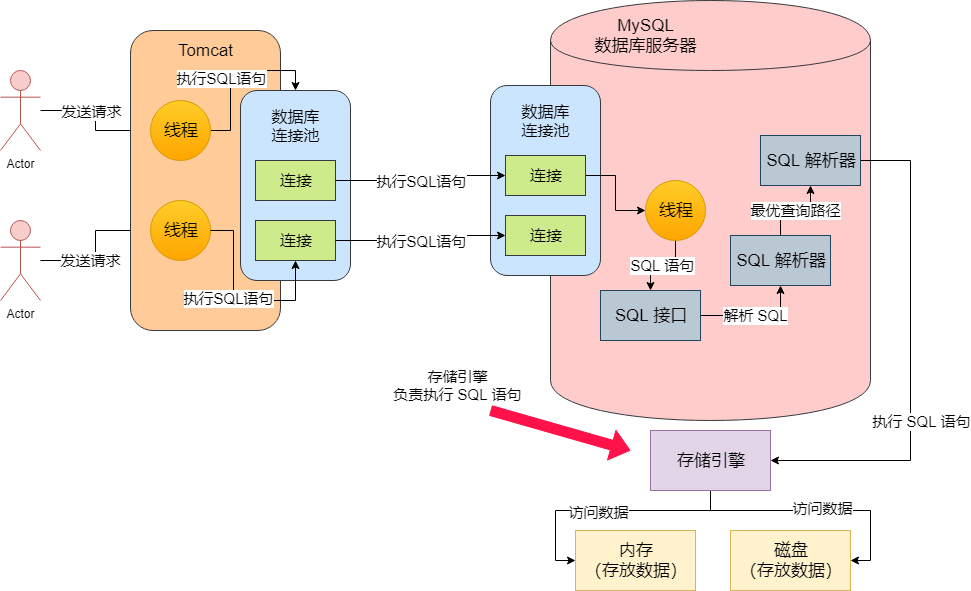 MySQL
数据库服务器
Tomcat
执行SQL语句
发送请求
线程
数据库
连接池
数据库
连接池
Actor
连接
执行SQL语句
连接
SQL 解析器
线程
最优查询路径
线程
连接
执行SQL语句
连接
发送请求
SQL 语句
SQL 解析器
执行SQL语句
Actor
SQL 接口
解析 SQL
存储引擎
负责执行 SQL 语句
执行 SQL 语句
存储引擎
访问数据
访问数据
内存
（存放数据）
磁盘
（存放数据）